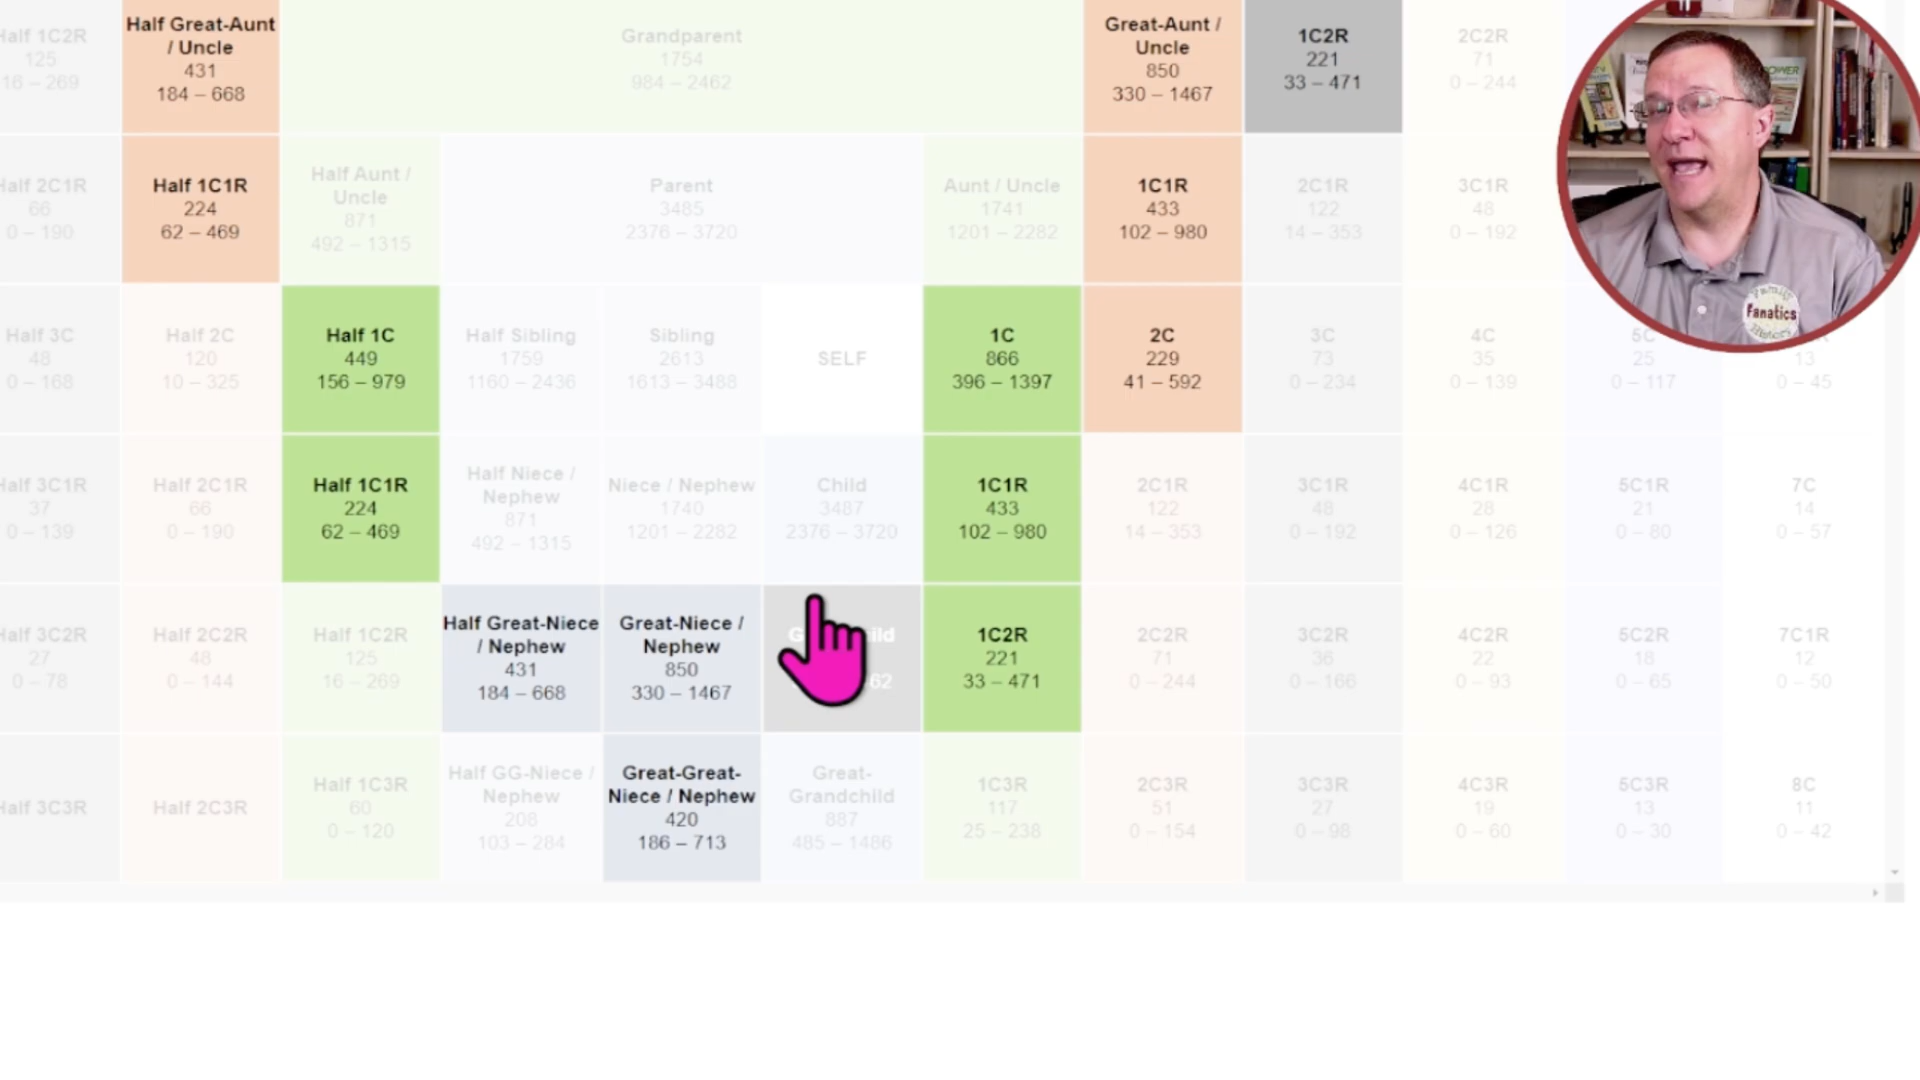 Half 1C2R
125
16 – 269
Half Great-Aunt
/ Uncle
431
184 – 668
Grandparent
1754
984 – 2462
Great-Aunt /
Uncle
850
330 – 1467
1C2R
221
33 – 471
2C2R
71
0 – 244
Half 2C1R
66
0 – 190
Half 1C1R
224
62 – 469
Half Aunt /
Uncle
871
492 – 1315
Parent
3485
2376 – 3720
Aunt / Uncle
1741
1201 – 2282
1C1R
433
102 – 980
2C1R
122
14 – 353
3C1R
48
0 – 192
Half 3C
48
0 – 168
Half 2C
120
10 – 325
Half 1C
449
156 – 979
Half Sibling
1759
1160 – 2436
Sibling
2613
1613 – 3488
SELF
1C
866
396 – 1397
2C
229
41 – 592
3C
73
0 – 234
4C
35
0 – 139
5C
25
0 – 117
13
0 – 45
Half 3C1R
37
0 – 139
Half 2C1R
66
0 – 190
Half 1C1R
224
62 – 469
Half Niece /
Nephew
871
492 – 1315
Niece / Nephew
1740
1201 – 2282
Child
3487
2376 – 3720
1C1R
433
102 – 980
2C1R
122
14 – 353
3C1R
48
0 – 192
4C1R
28
0 – 126
5C1R
21
0 – 80
7C
14
0 – 57
Half 3C2R
27
0 – 78
Half 2C2R
48
0 – 144
Half 1C2R
125
16 – 269
Half Great-Niece
/ Nephew
431
184 – 668
Great-Niece /
Nephew
850
330 – 1467
1C2R
221
33 – 471
2C2R
71
0 – 244
3C2R
36
0 – 166
4C2R
22
0 – 93
5C2R
18
0 – 65
7C1R
12
0 – 50
Half 3C3R
Half 2C3R
Half 1C3R
60
0 – 120
Half GG-Niece /
Nephew
208
103 – 284
Great-Great-
Niece / Nephew
420
186 – 713
Great-
Grandchild
887
485 – 1486
1C3R
117
25 – 238
2C3R
51
0 – 154
3C3R
27
0 – 98
4C3R
19
0 – 60
5C3R
13
0 – 30
8C
11
0 – 42
Family
Fanatics
History